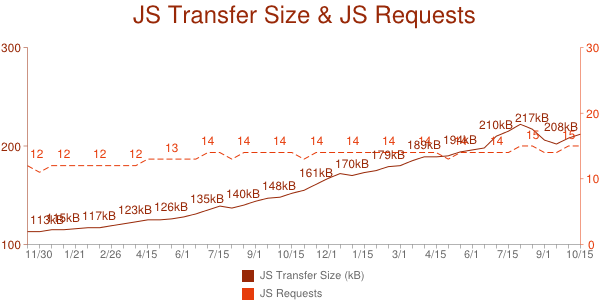 JS Transfer Size & JS Requests
300
30
210kB 217kB 208kB
200
12 12 12 12 13 14 14 14 14 14 14 14 14 14 15 15
20
161kB 170kB 179kB 189kB 194kB
113kB 115kB 117kB 123kB 126kB 135kB 140kB 148kB
10
100
0
11/30 1/21 2/26 4/15 6/1 7/15 9/1 10/15 12/1 1/15 3/1 4/15 6/1 7/15 9/1 10/15
JS Transfer Size (kB)
JS Requests